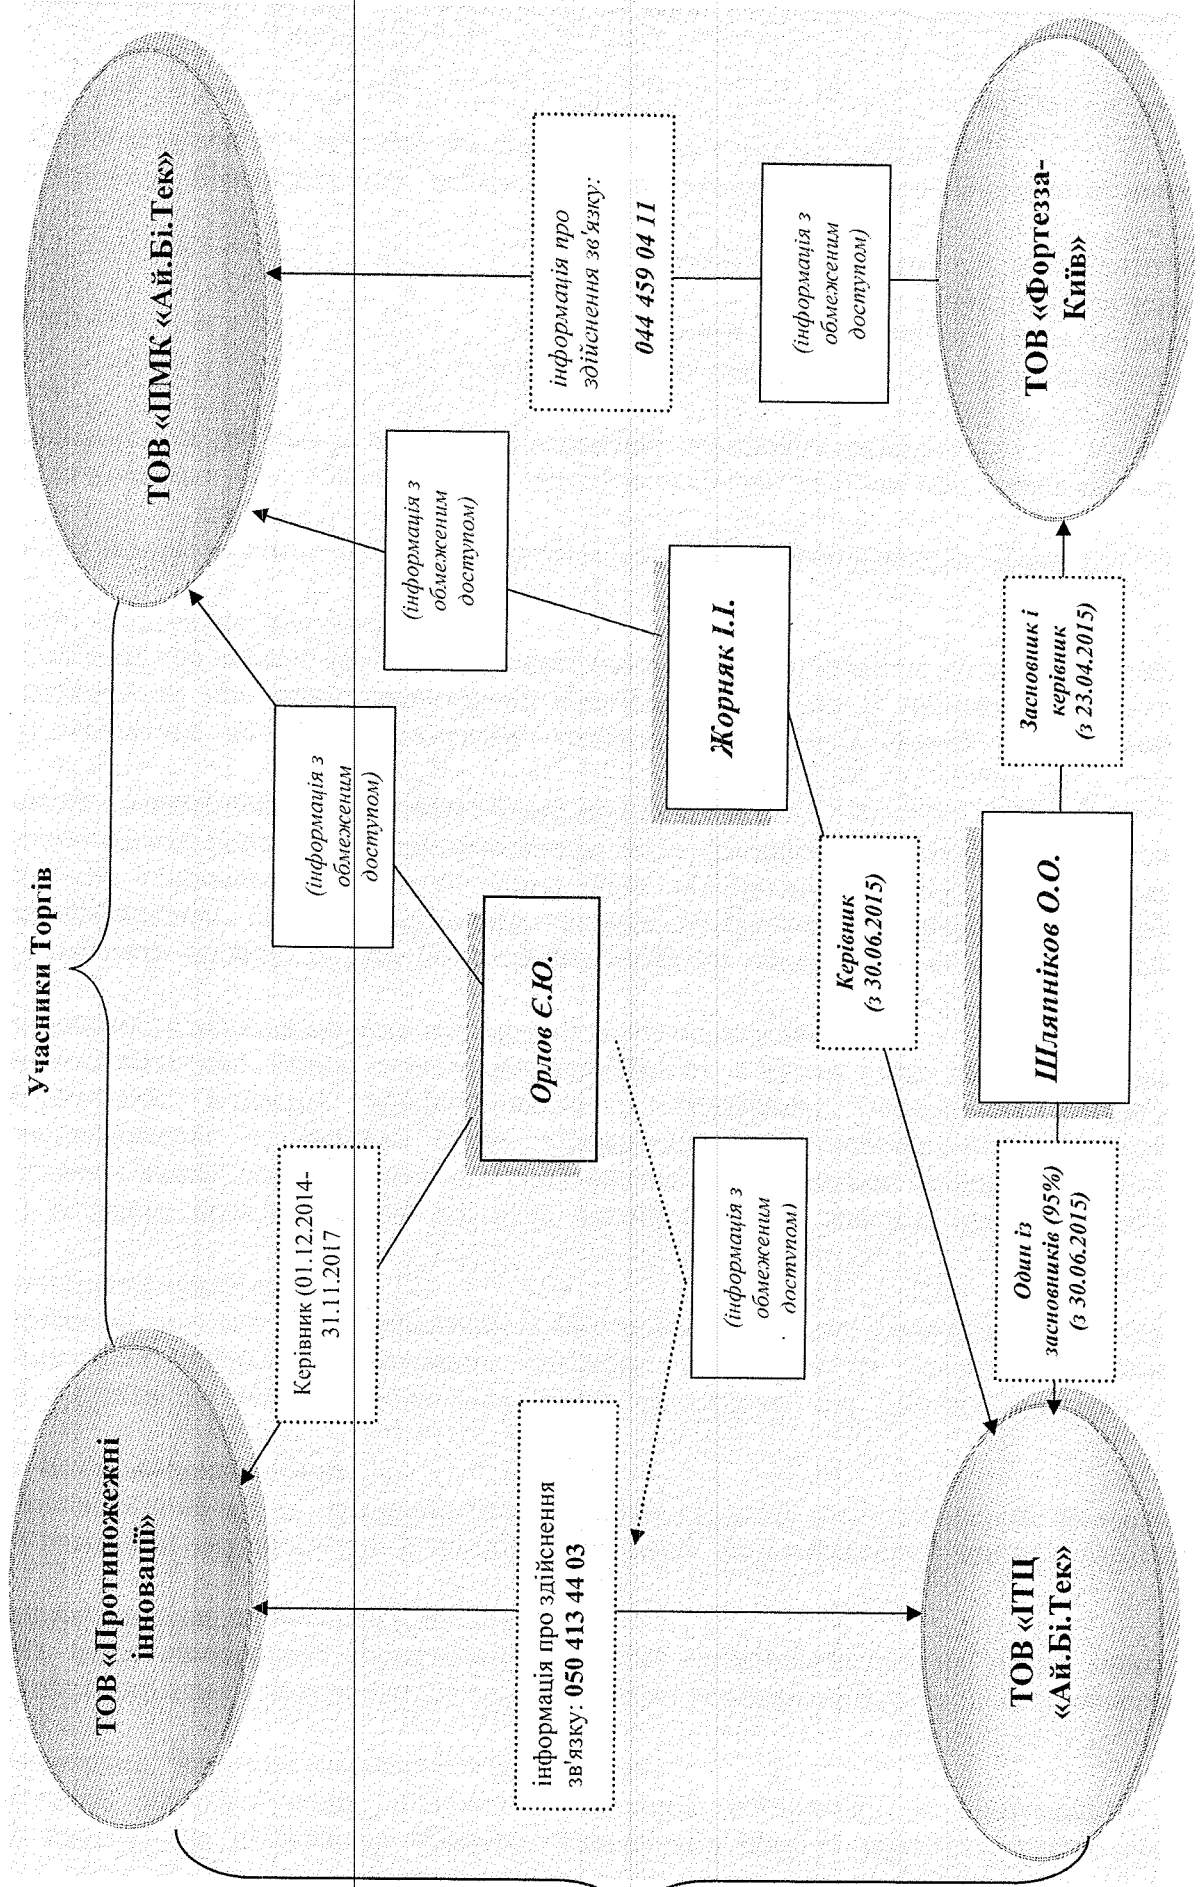 Учасники Торгів
ТОВ «Протипожежні
інновації»
ТОВ «ПМК «Ай.Бі.Тек»
Керівник (01.12.2014-
31.11.2017
(інформація з
обмеженим
доступом)
(інформація з
обмеженим
доступом)
Орлов Є.Ю.
інформація про здійснення
зв'язку: 050 413 44 03
інформація про
здійснення зв'язку:
044 459 04 11
Жорняк І.І.
(інформація з
обмеженим
доступом)
(інформація з
обмеженим
доступом)
Керівник
(з 30.06.2015)
ТОВ «ІТЦ
«Ай.Бі.Тек»
Один із
засновників (95%)
(з 30.06.2015)
Шляпніков О.О.
Засновник і
керівник
(з 23.04.2015)
ТОВ «Фортезза-
Київ»